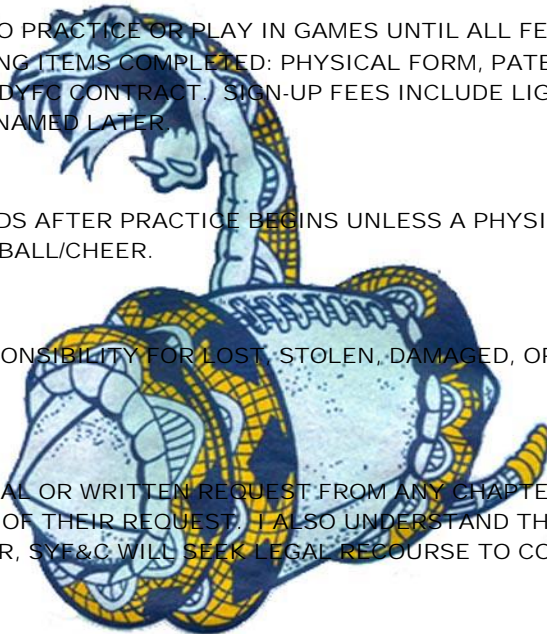 O PRACTICE OR PLAY IN GAMES UNTIL ALL FE
NG ITEMS COMPLETED: PHYSICAL FORM, PATE
DYFC CONTRACT. SIGN-UP FEES INCLUDE LIG
NAMED LATER.
DS AFTER PRACTICE BEGINS UNLESS A PHYSI
BALL/CHEER.
ONSIBILITY FOR LOST, STOLEN, DAMAGED, OR
AL OR WRITTEN REQUEST FROM ANY CHAPTE
OF THEIR REQUEST. I ALSO UNDERSTAND TH
R, SYF&C WILL SEEK LEGAL RECOURSE TO CO